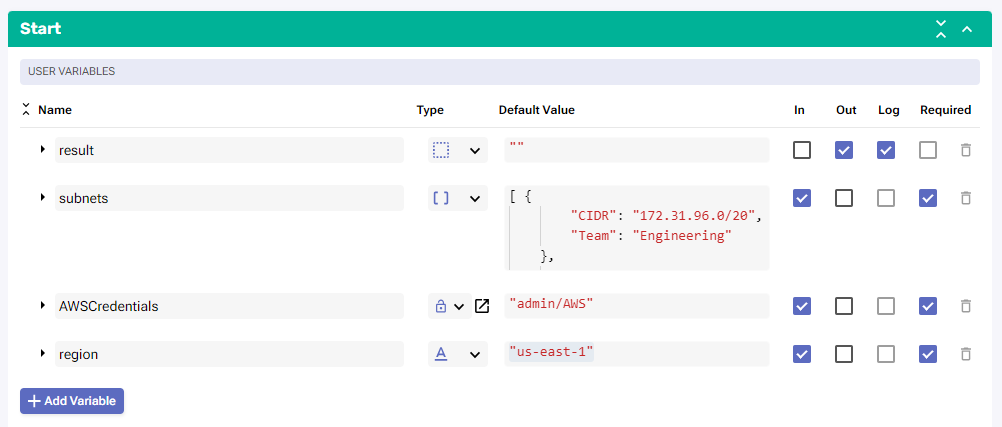 Start
USER VARIABLES
Name Type Default Value In Out Log Required
result ""
subnets [ ] [ {
"CIDR": "172.31.96.0/20",
"Team": "Engineering"
},
AWSCredentials "admin/AWS"
region A "us-east-1"
+ Add Variable